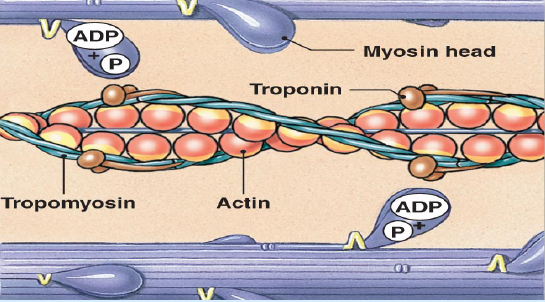 ADP
+
P
Myosin head
Troponin
Tropomyosin
Actin
ADP
P +